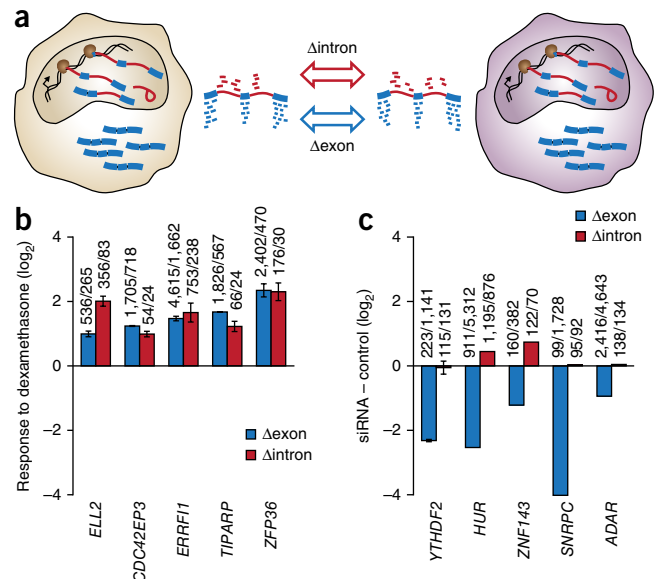 a
Δintron
Δexon
b
Response to dexamethasone (log2)
4
2
0
–2
–4
536/265
356/83
1,705/718
54/24
4,615/1,662
753/238
1,826/567
66/24
2,402/470
176/30
Δexon
Δintron
ELL2
CDC42EP3
ERRFI1
TIPARP
ZFP36
c
Δexon
Δintron
siRNA – control (log2)
4
2
0
–2
–4
223/1,141
115/131
911/5,312
1,195/876
160/382
122/70
99/1,728
95/92
2,416/4,643
138/134
YTHDF2
HUR
ZNF143
SNRPC
ADAR